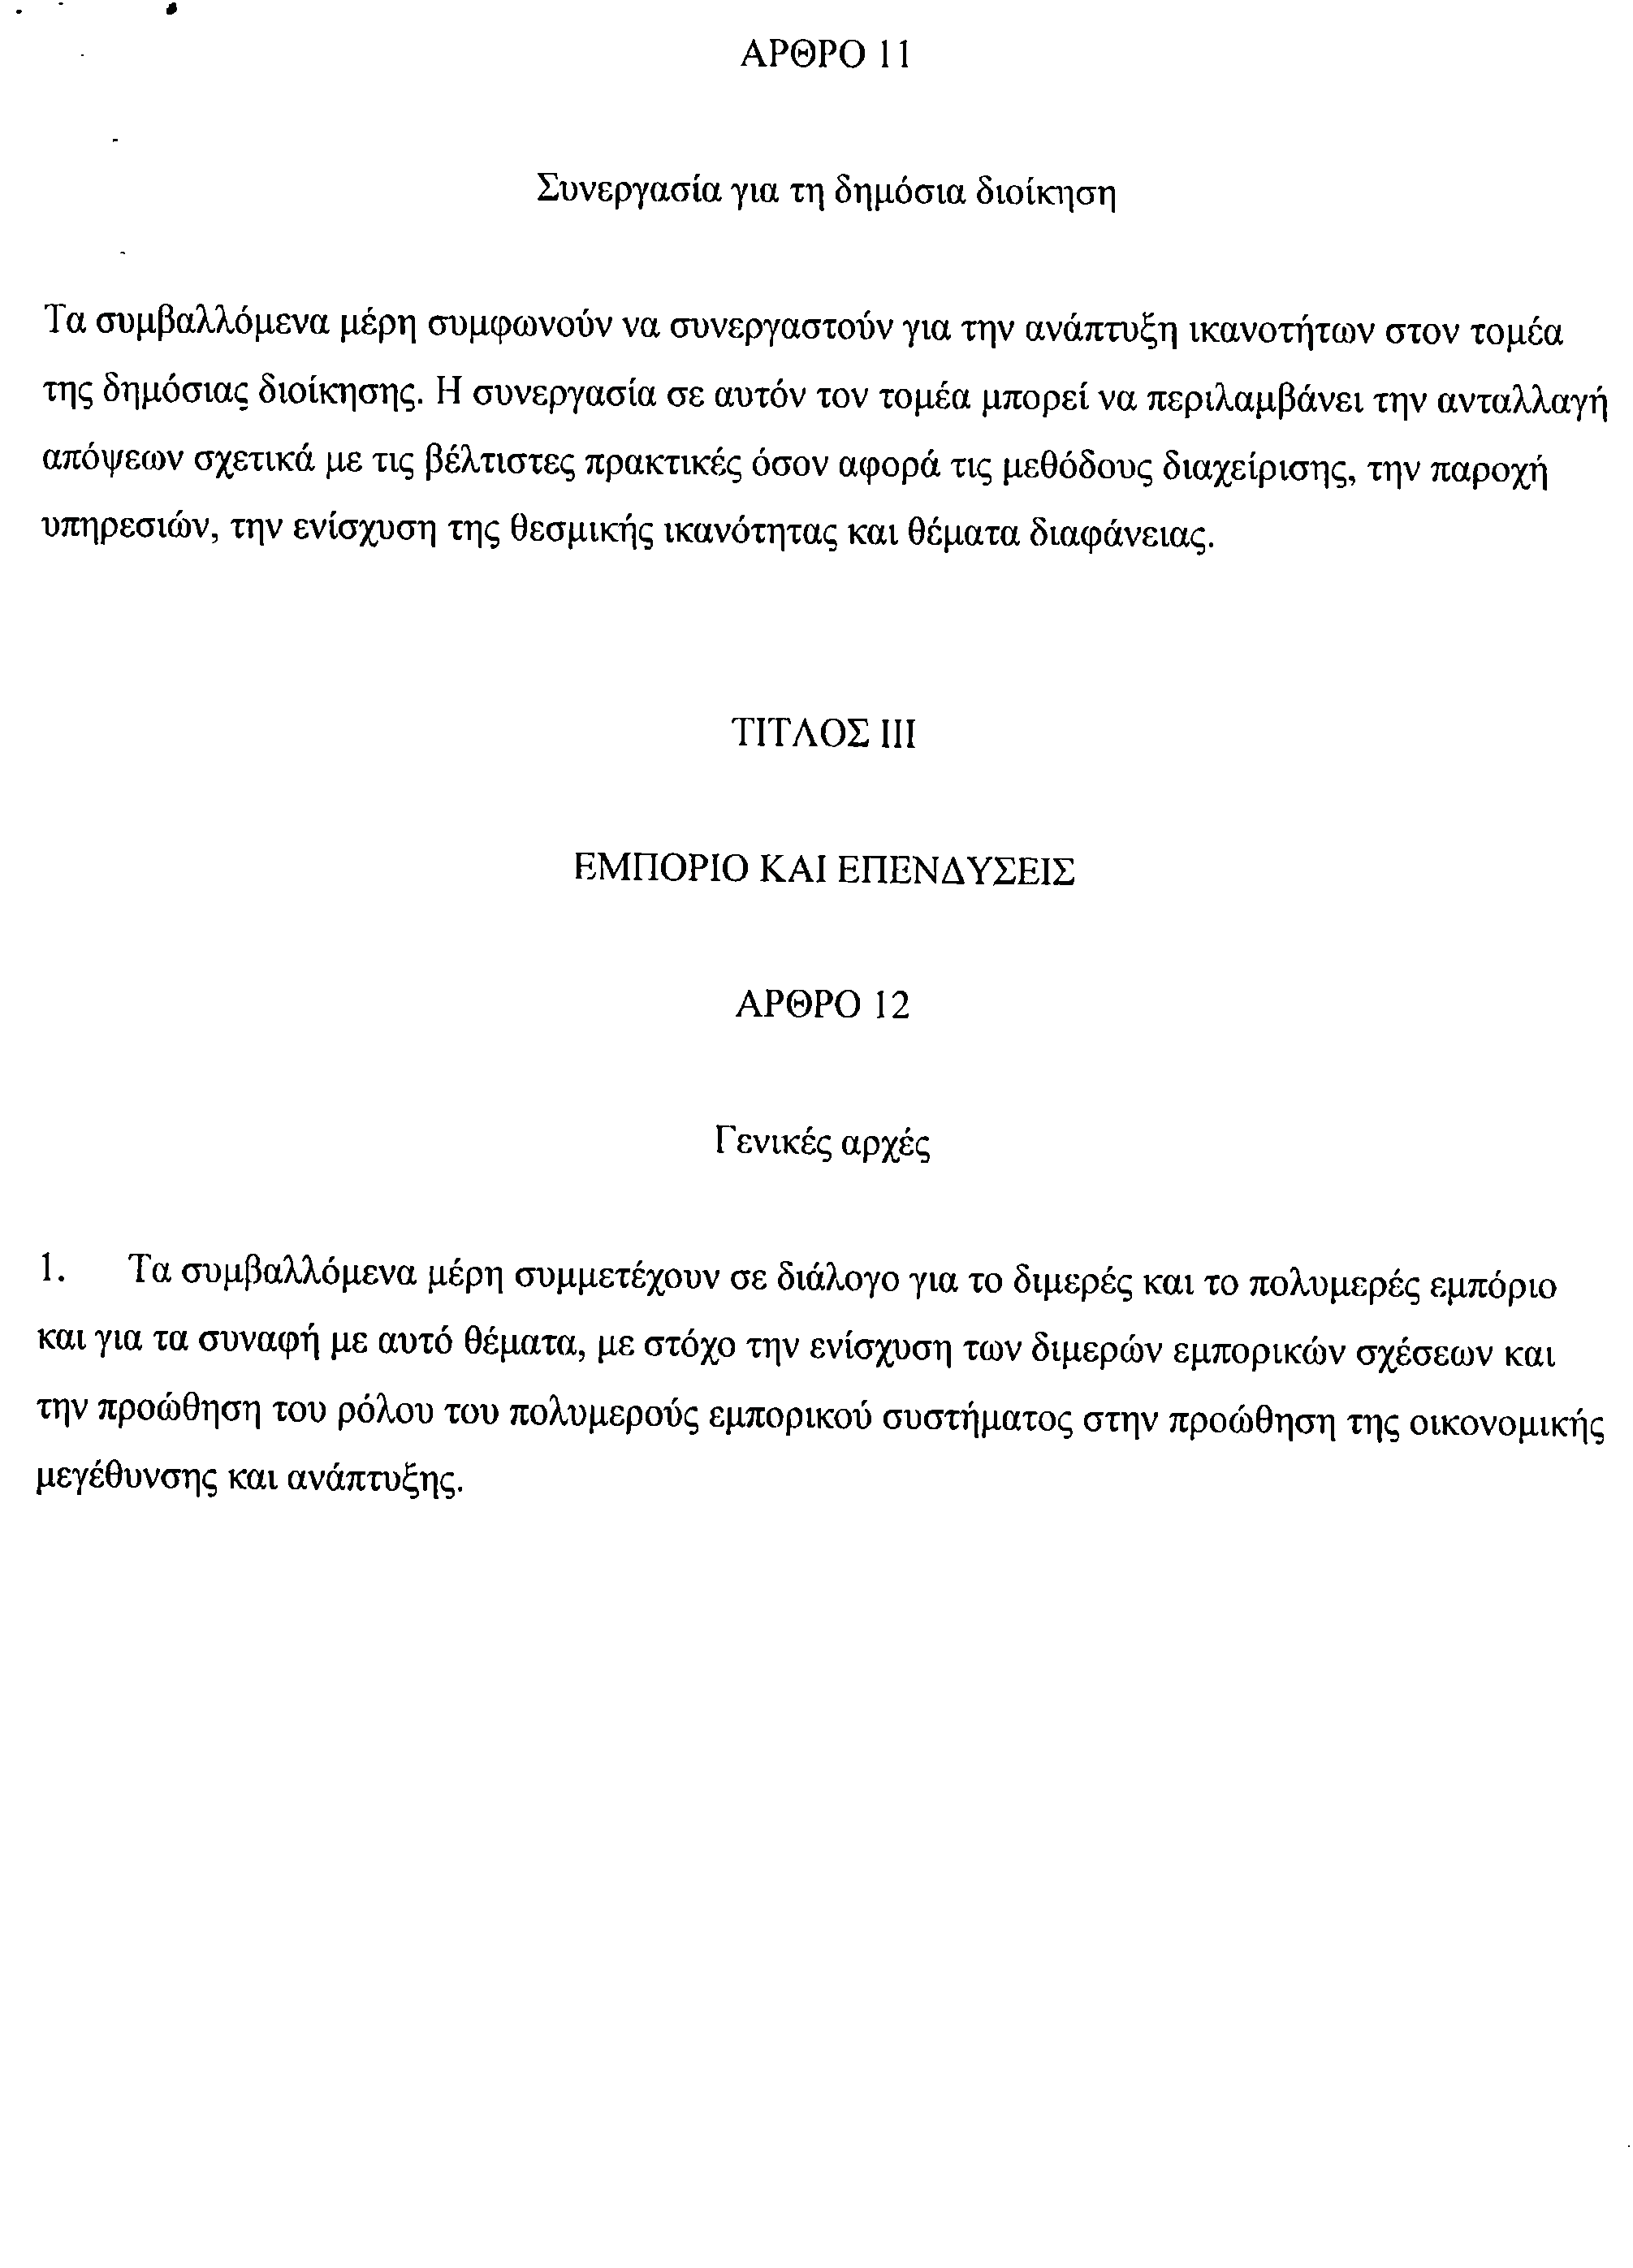 ΑΡΘΡΟ 11
Συνεργασία για τη δημόσια διοίκηση
Τα συμβαλλόμενα μέρη συμφωνούν να συνεργαστούν για την ανάπτυξη ικανοτήτων στον τομέα
της δημόσιας διοίκησης. Η συνεργασία σε αυτόν τον τομέα μπορεί να περιλαμβάνει την ανταλλαγή
απόψεων σχετικά με τις βέλτιστες πρακτικές όσον αφορά τις μεθόδους διαχείρισης, την παροχή
υπηρεσιών, την ενίσχυση της θεσμικής ικανότητας και θέματα διαφάνειας.
ΤΙΤΛΟΣ ΙΙΙ
ΕΜΠΟΡΙΟ ΚΑΙ ΕΠΕΝΔΥΣΕΙΣ
ΑΡΘΡΟ 12
Γενικές αρχές
1. Τα συμβαλλόμενα μέρη συμμετέχουν σε διάλογο για το διμερές και το πολυμερές εμπόριο
και για τα συναφή με αυτό θέματα, με στόχο την ενίσχυση των διμερών εμπορικών σχέσεων και
την προώθηση του ρόλου του πολυμερούς εμπορικού συστήματος στην προώθηση της οικονομικής
μεγέθυνσης και ανάπτυξης.